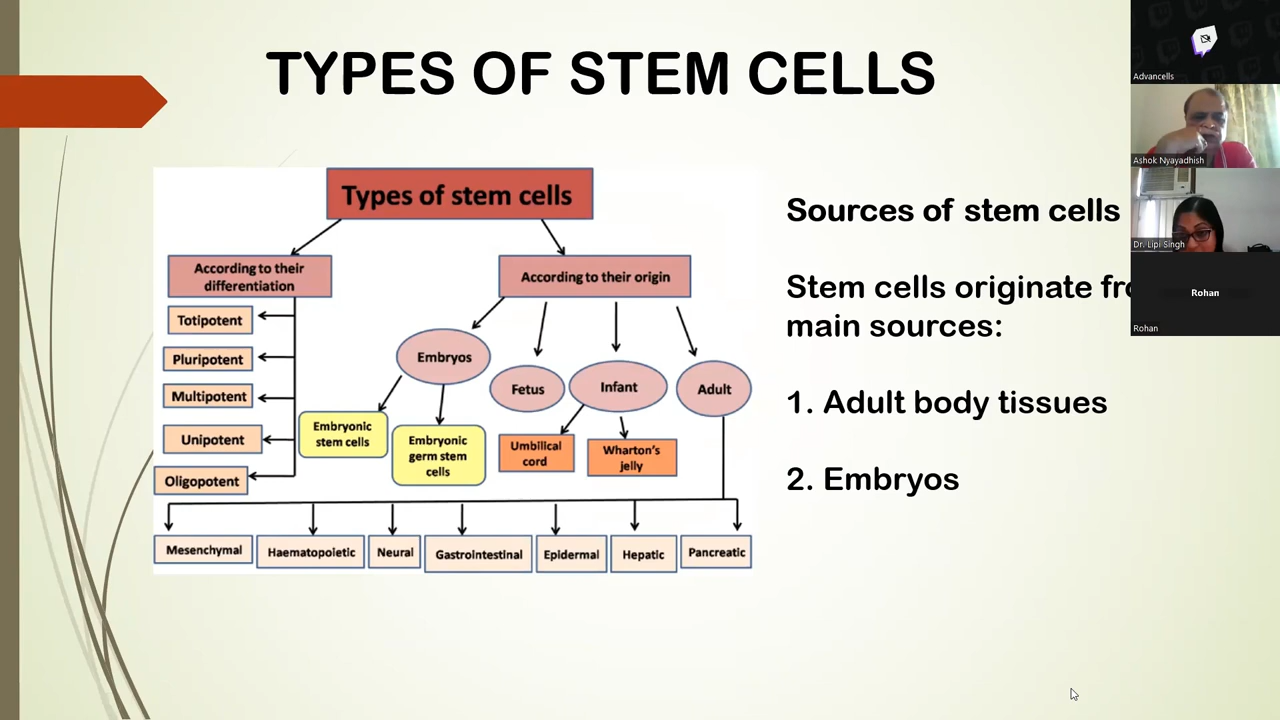 TYPES OF STEM CELLS
Types of stem cells
According to their
differentiation
Totipotent
Pluripotent
Multipotent
Unipotent
Oligopotent
According to their origin
Embryos
Fetus
Infant
Adult
Embryonic
stem cells
Embryonic
germ stem
cells
Umbilical
cord
Wharton's
jelly
Mesenchymal
Haematopoietic
Neural
Gastrointestinal
Epidermal
Hepatic
Pancreatic
Sources of stem cells
Stem cells originate
main sources:
1. Adult body tissues
2. Embryos
Advancells
Ashok Nyayadhish
Dr. Lipi Singh
Rohan
Rohan